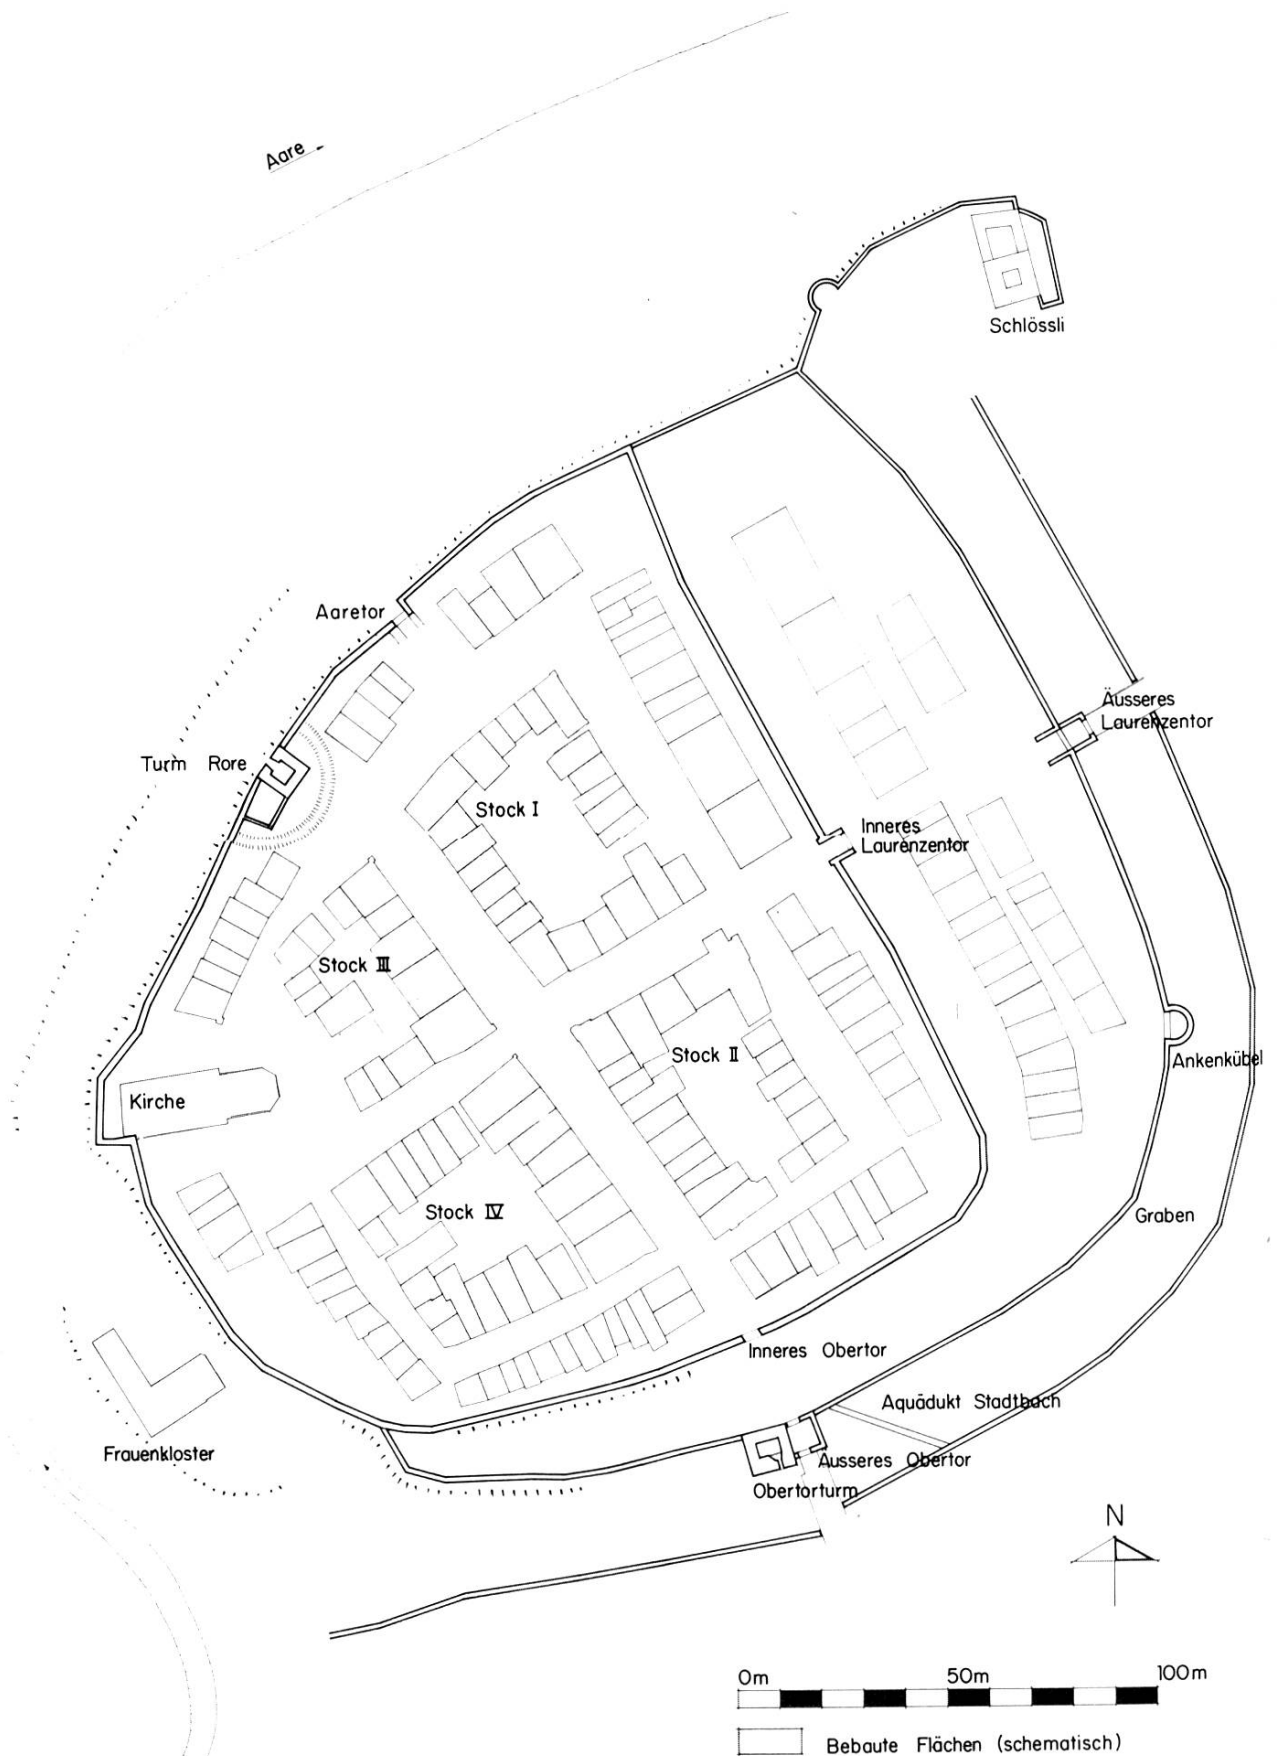 Aare
Schlössli
Aaretor
Äusseres
Laurenzentor
Turm Rore
Stock I
Inneres
Laurenzentor
Stock III
Stock II
Ankenkübel
Kirche
Stock IV
Graben
Inneres Obertor
Aquädukt Stadtbach
Frauenkloster
Äusseres Obertor
Obertorturm
N
0m 50m 100m
Bebaute Flächen (schematisch)